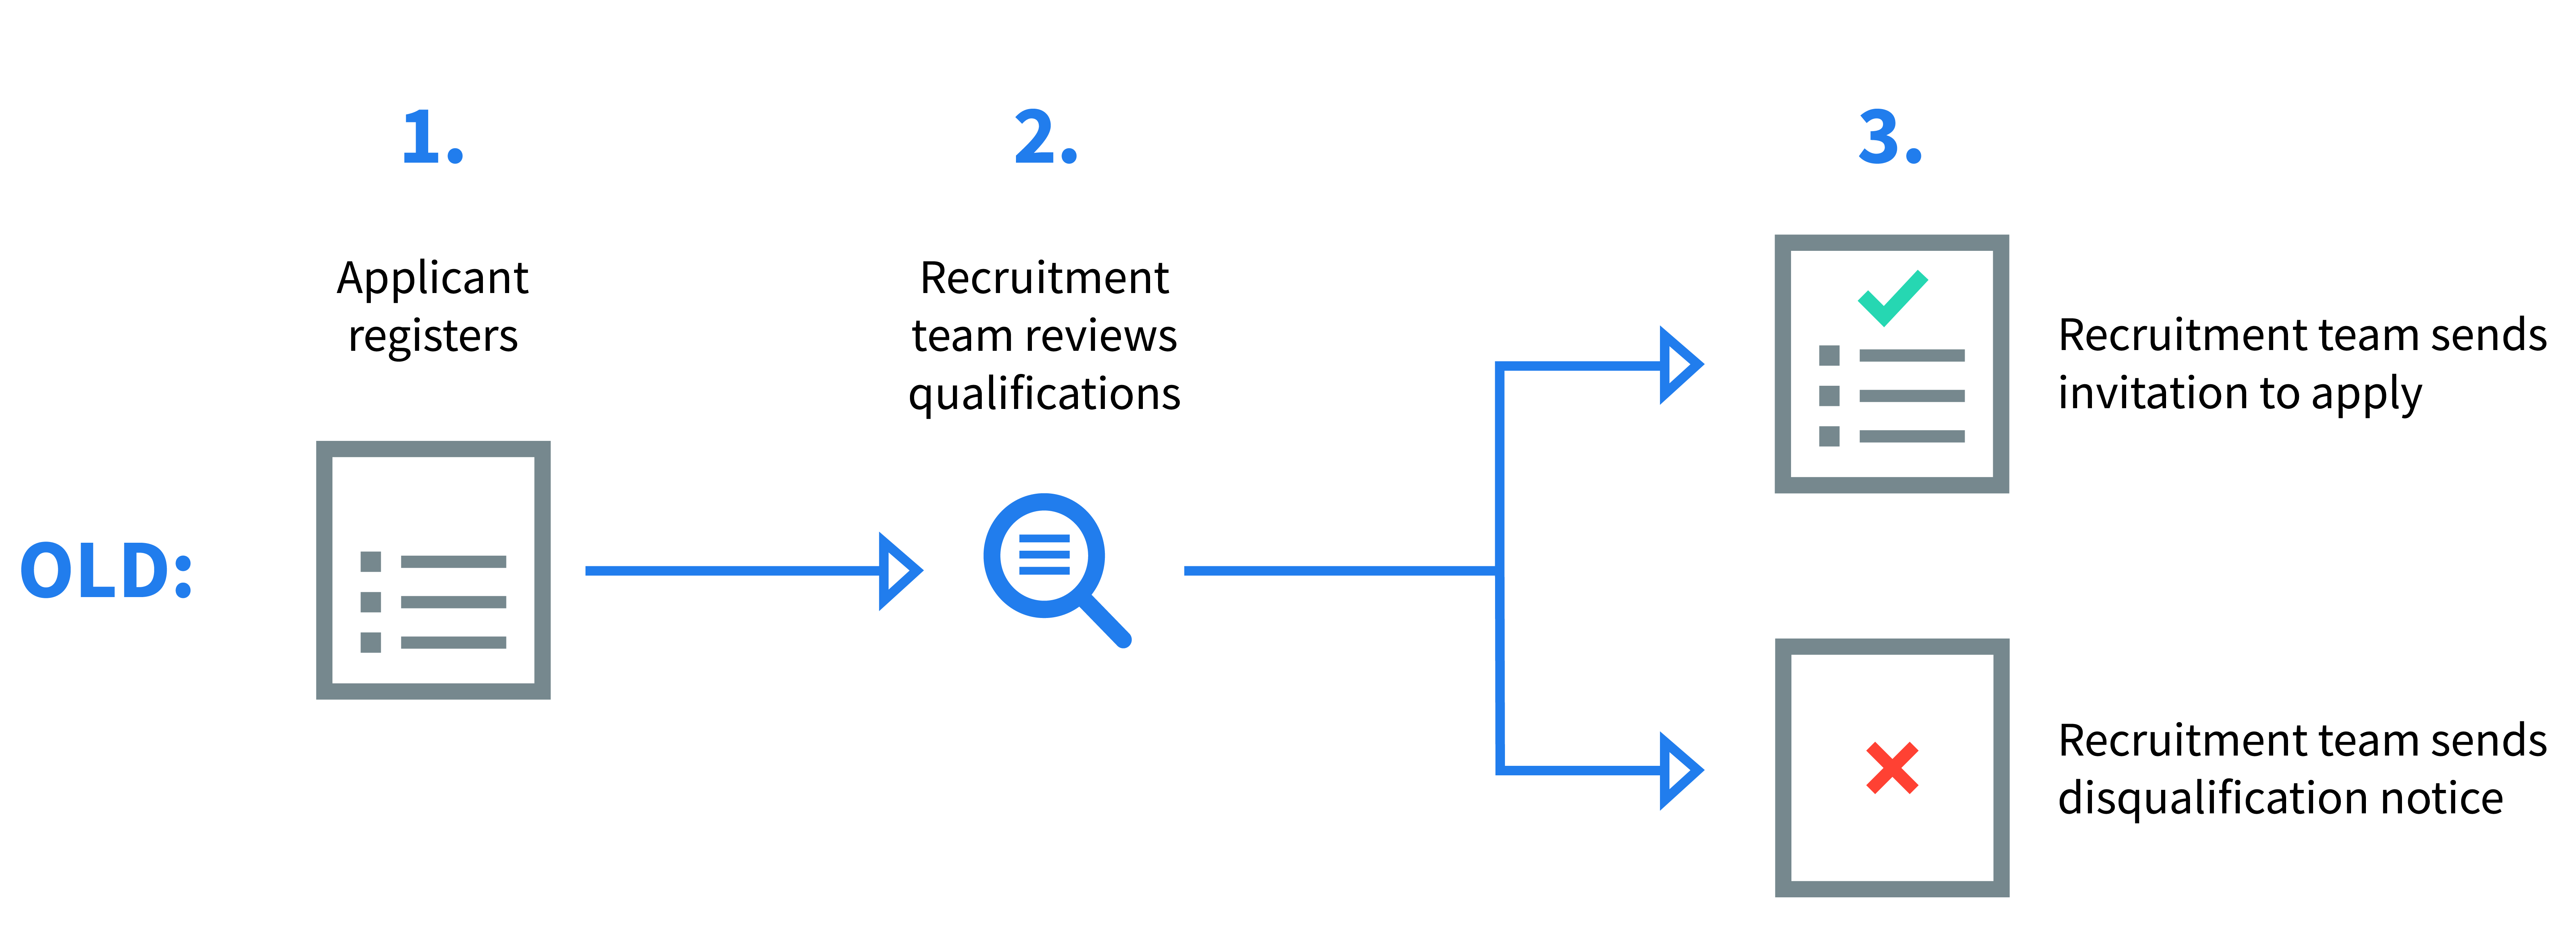 1.
2.
3.
Applicant
registers
Recruitment
team reviews
qualifications
Recruitment team sends
invitation to apply
OLD:
Recruitment team sends
disqualification notice